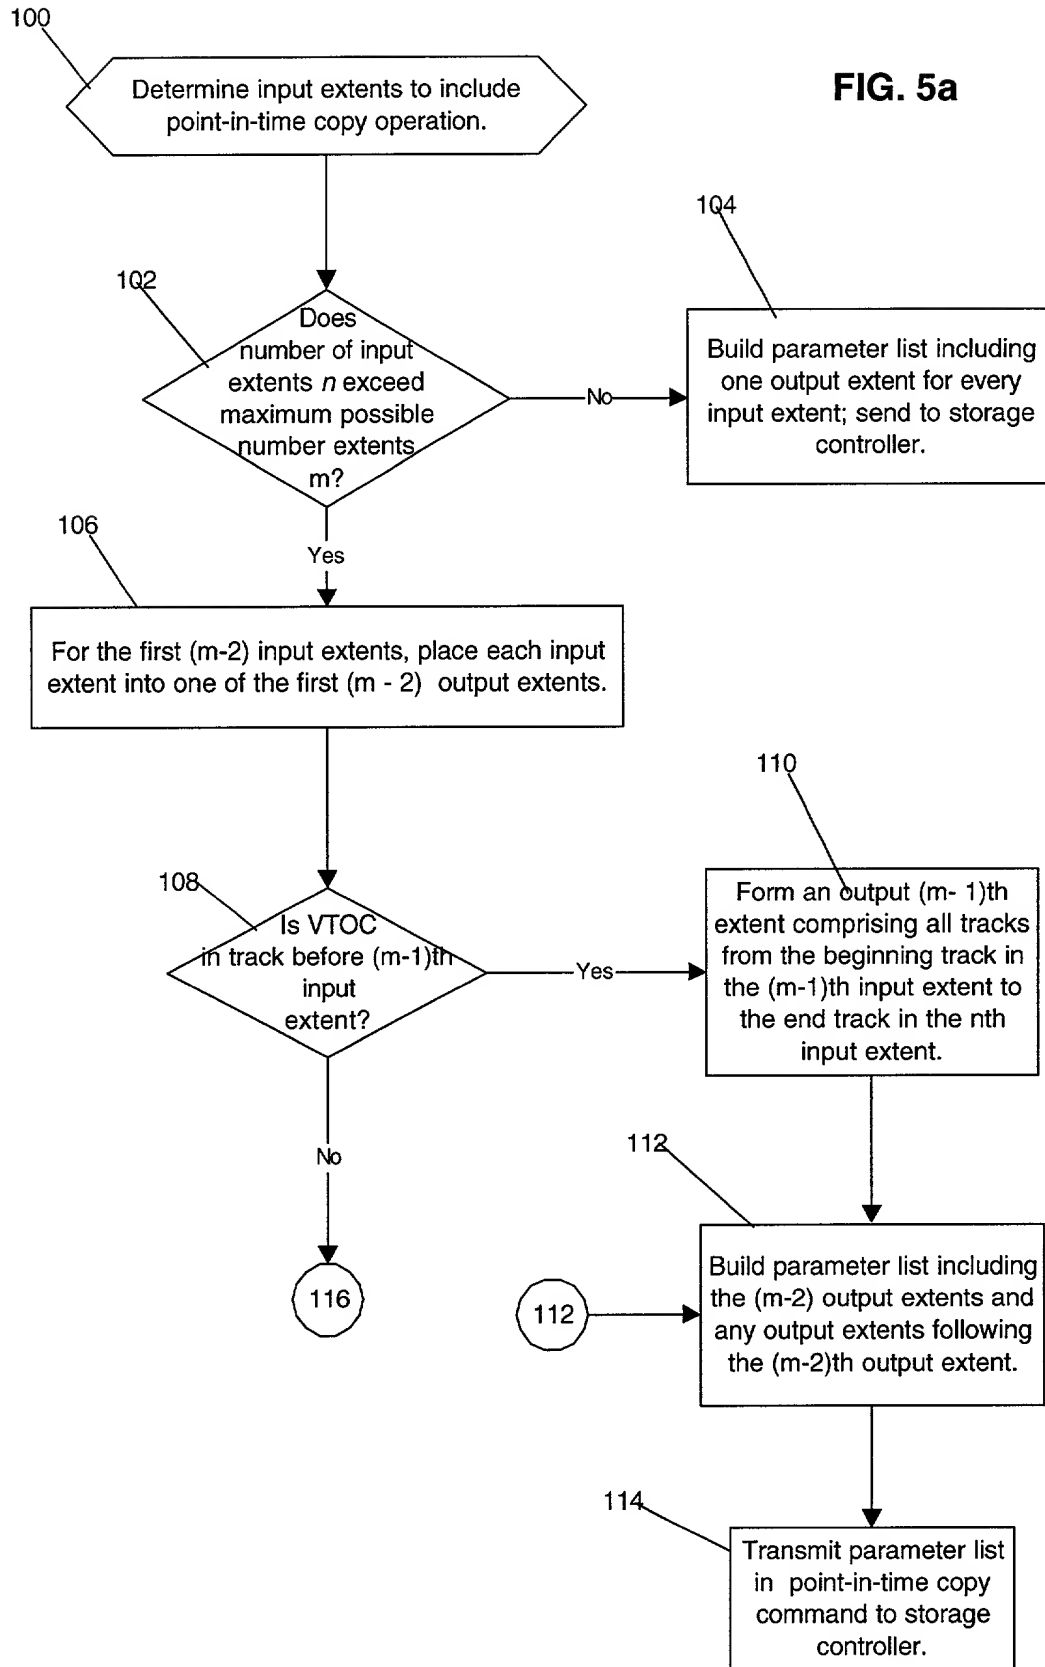 100
FIG. 5a
Determine input extents to include
point-in-time copy operation.
104
102
Does
number of input
extents n exceed
maximum possible
number extents
m?
No
Build parameter list including
one output extent for every
input extent; send to storage
controller.
106
Yes
For the first (m-2) input extents, place each input
extent into one of the first (m - 2) output extents.
110
108
Is VTOC
in track before (m-1)th
input
extent?
Yes
Form an output (m- 1)th
extent comprising all tracks
from the beginning track in
the (m-1)th input extent to
the end track in the nth
input extent.
No
112
116
112
Build parameter list including
the (m-2) output extents and
any output extents following
the (m-2)th output extent.
114
Transmit parameter list
in point-in-time copy
command to storage
controller.